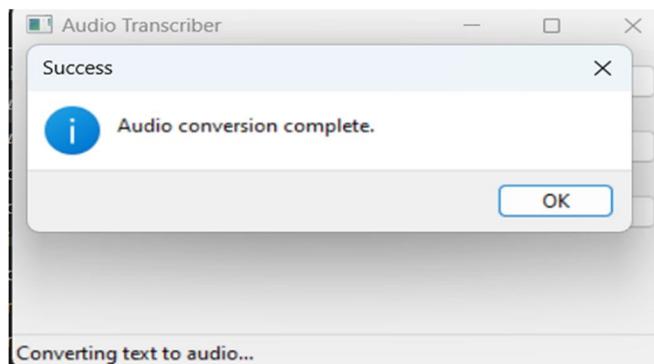 Audio Transcriber
Success
Audio conversion complete.
OK
Converting text to audio...